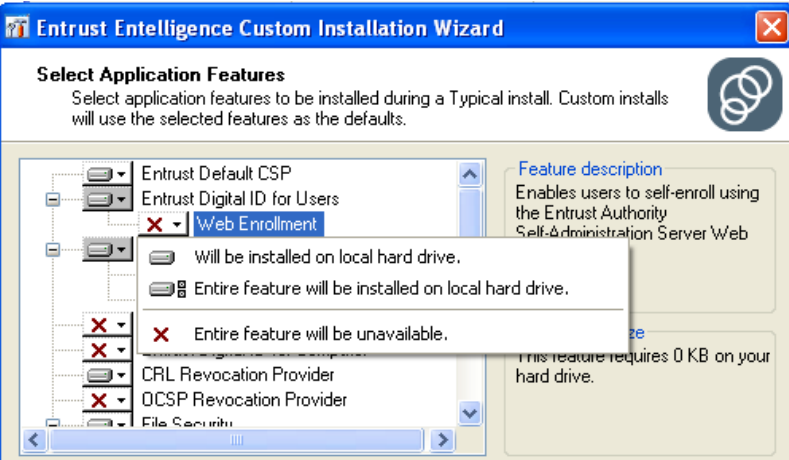 Entrust Entelligence Custom Installation Wizard
Select Application Features
Select application features to be installed during a Typical install. Custom installs
will use the selected features as the defaults.
Entrust Default CSP
Entrust Digital ID for Users
Web Enrollment
Will be installed on local hard drive.
Entire feature will be installed on local hard drive.
Entire feature will be unavailable.
CRL Revocation Provider
OCSP Revocation Provider
File Security
Feature description
Enables users to self-enroll using
the Entrust Authority
Self-Administration Server Web
This feature requires 0 KB on your
hard drive.